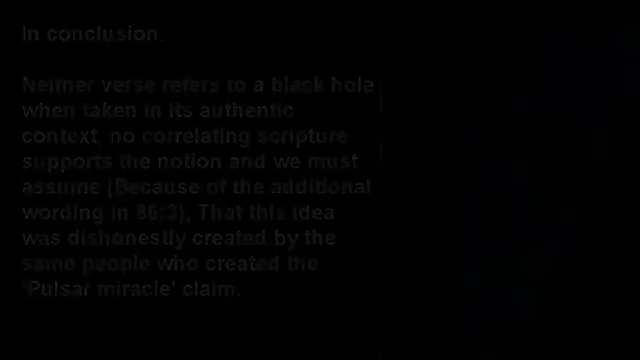 In conclusion.
Neither verse refers to a black hole
when taken in its authentic
context, no correlating scripture
supports the notion and we must
assume (Because of the additional
wording in 86:3), That this idea
was dishonestly created by the
same people who created the
'Pulsar miracle' claim.